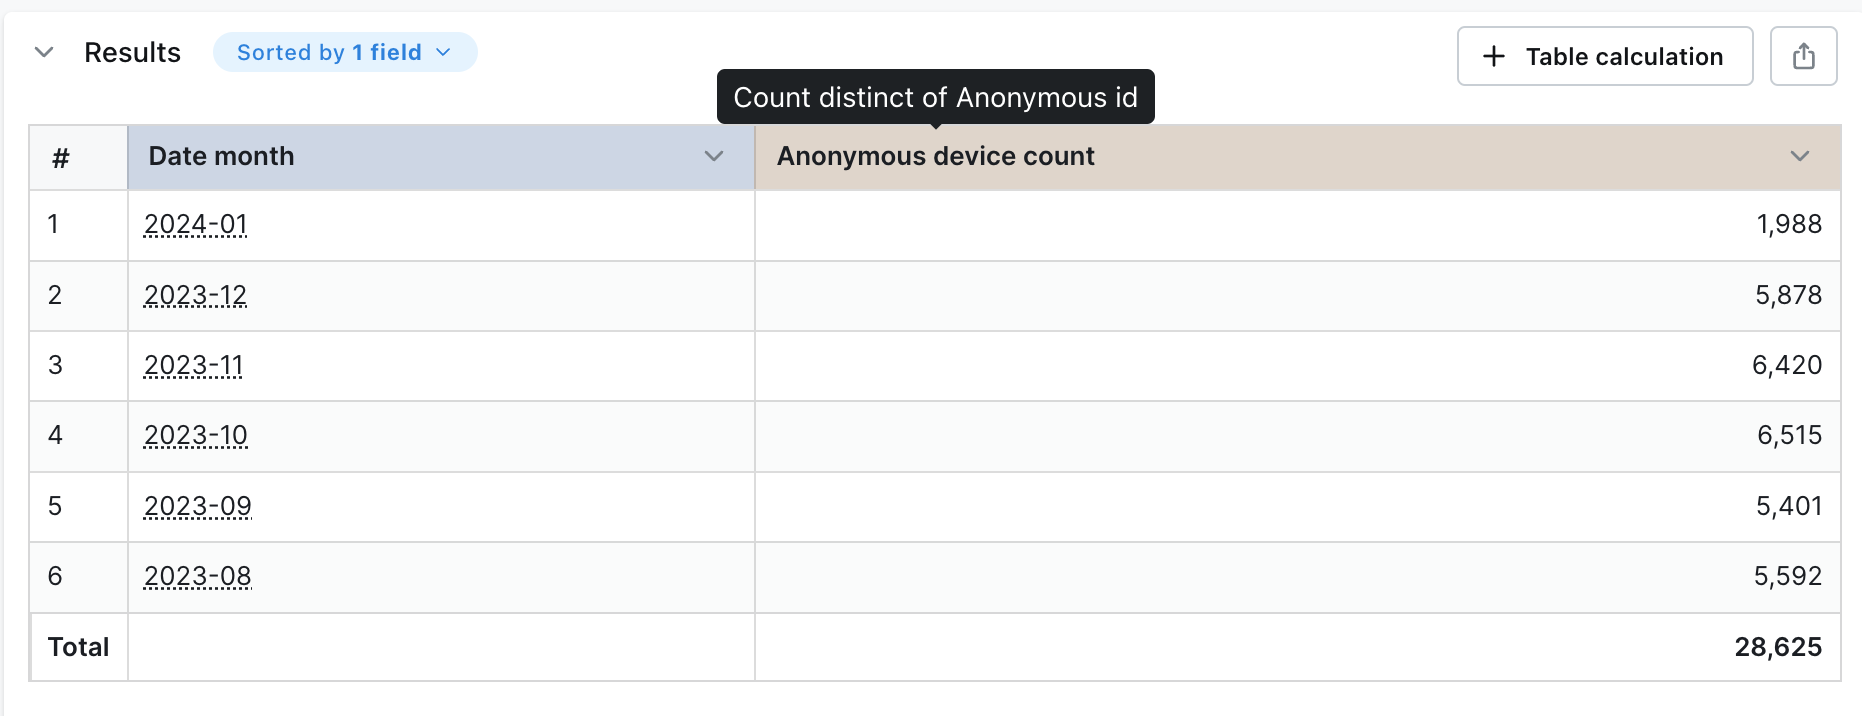 Results
Sorted by 1 field
Table calculation
Count distinct of Anonymous id
# Date month Anonymous device count
1 2024-01 1,988
2 2023-12 5,878
3 2023-11 6,420
4 2023-10 6,515
5 2023-09 5,401
6 2023-08 5,592
Total 28,625